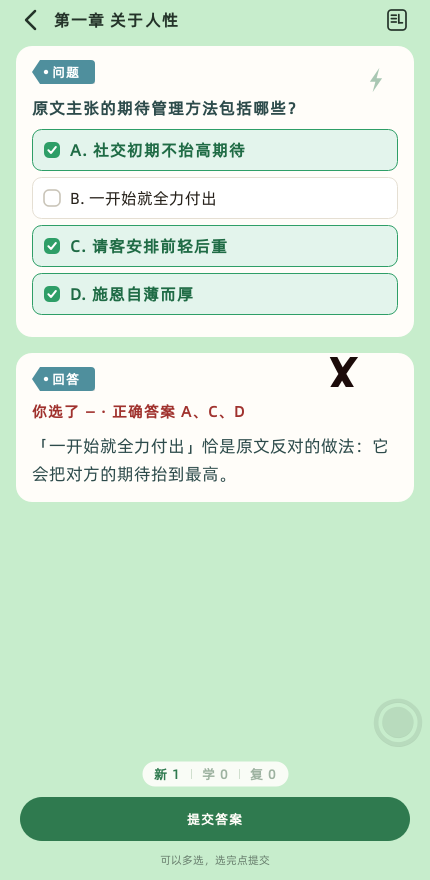 第一章 关于人性
• 问题
原文主张的期待管理方法包括哪些?
A. 社交初期不抬高期待
B. 一开始就全力付出
C. 请客安排前轻后重
D. 施恩自薄而厚
• 回答
X
你选了 – · 正确答案 A、C、D
「一开始就全力付出」恰是原文反对的做法：它
会把对方的期待抬到最高。
新 1 | 学 0 | 复 0
提交答案
可以多选，选完点提交